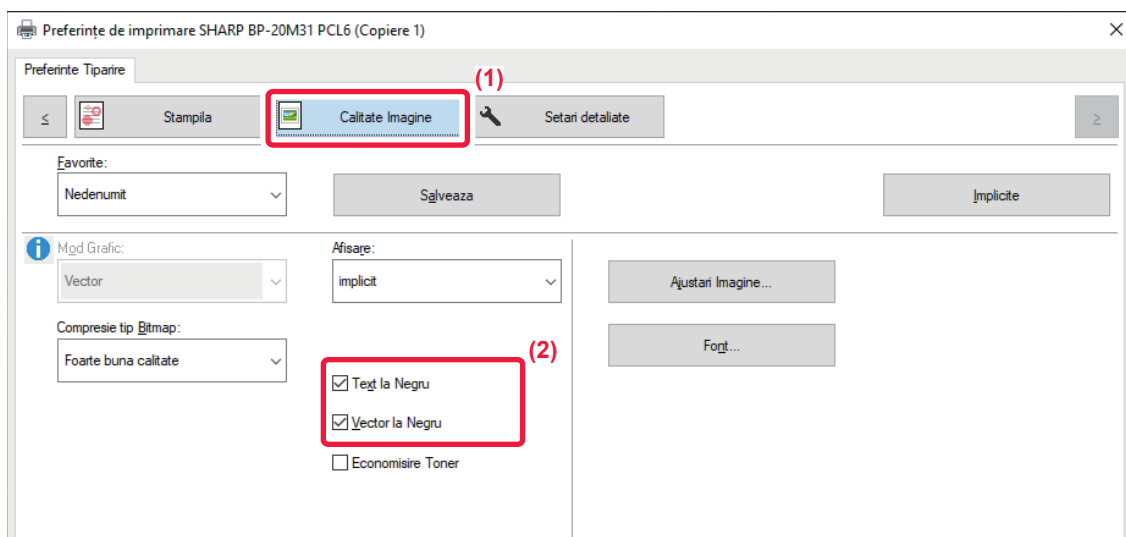 Preferințe de imprimare SHARP BP-20M31 PCL6 (Copiere 1)
Preferinte Tiparire
(1)
< Stampila Calitate Imagine Setari detaliate >
Favorite:
Nedenumit Salveaza Implicite
Mod Grafic: Afisare:
Vector implicit Ajustari Imagine...
Compresie tip Bitmap:
Foarte buna calitate Font...
(2)
Text la Negru
Vector la Negru
Economisire Toner